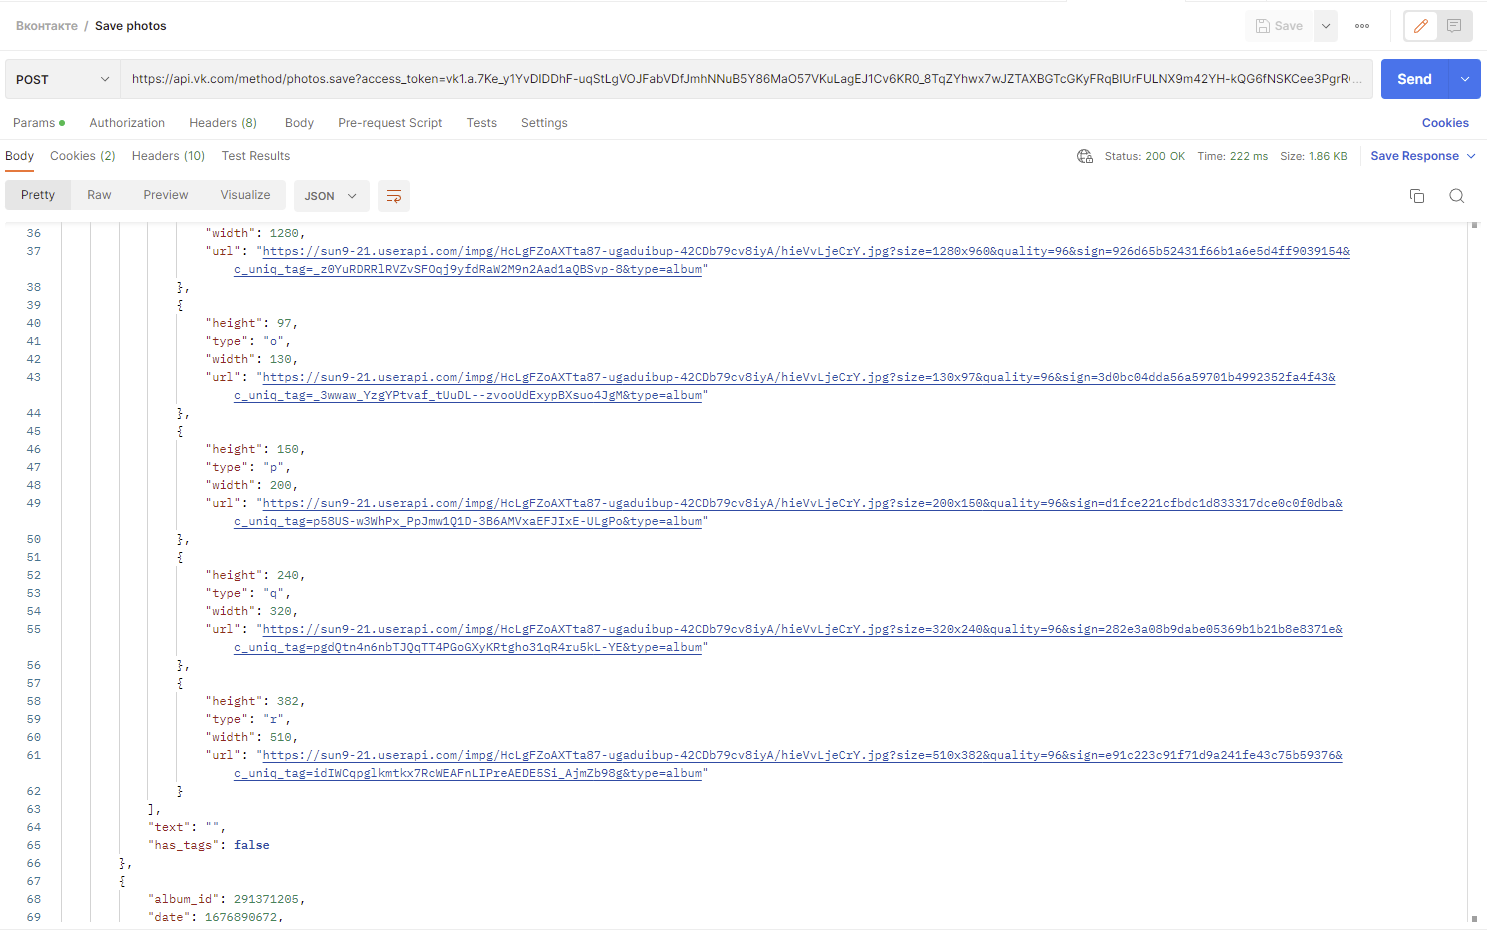 Вконтакте / Save photos
Save
POST
https://api.vk.com/method/photos.save?access_token=vk1.a.7Ke_y1YvDIDDhF-uqStLgVOJFabVDfJmhNNuB5Y86MaO57VKuLagEJ1Cv6KR0_8TqZYhwx7wJZTAXBGTcGKyFRqBIUrFULNX9m42YH-kQG6fNSKCee3PgrR...
Send
Params
Authorization
Headers (8)
Body
Pre-request Script
Tests
Settings
Cookies
Body
Cookies (2)
Headers (10)
Test Results
Status: 200 OK
Time: 222 ms
Size: 1.86 KB
Save Response
Pretty
Raw
Preview
Visualize
JSON
36 "width": 1280,
37 "url": "https://sun9-21.userapi.com/impg/HcLgFZoAXTta87-ugaduibup-42CDb79cv8iyA/hieVvLjeCrY.jpg?size=1280x960&quality=96&sign=926d65b52431f66b1a6e5d4ff9039154&
c_uniq_tag=_z0YuRDRRlRVZvSFOqj9yfdRaW2M9n2Aad1aQBSvp-8&type=album"
38 },
39 {
40 "height": 97,
41 "type": "o",
42 "width": 130,
43 "url": "https://sun9-21.userapi.com/impg/HcLgFZoAXTta87-ugaduibup-42CDb79cv8iyA/hieVvLjeCrY.jpg?size=130x97&quality=96&sign=3d0bc04dda56a59701b4992352fa4f43&
c_uniq_tag=_3wwaw_YzgYPtvaf_tUuDL--zvooUdExypBXsuo4JgM&type=album"
44 },
45 {
46 "height": 150,
47 "type": "p",
48 "width": 200,
49 "url": "https://sun9-21.userapi.com/impg/HcLgFZoAXTta87-ugaduibup-42CDb79cv8iyA/hieVvLjeCrY.jpg?size=200x150&quality=96&sign=d1fce221cfbdc1d833317dce0c0f0dba&
c_uniq_tag=p58US-w3WhPx_PpJmw1Q1D-3B6AMVxaEFJIxE-ULgPo&type=album"
50 },
51 {
52 "height": 240,
53 "type": "q",
54 "width": 320,
55 "url": "https://sun9-21.userapi.com/impg/HcLgFZoAXTta87-ugaduibup-42CDb79cv8iyA/hieVvLjeCrY.jpg?size=320x240&quality=96&sign=282e3a08b9dabe05369b1b21b8e8371e&
c_uniq_tag=pgdQtn4n6nbTJQqTT4PGoGXyKRtgho31qR4ru5kL-YE&type=album"
56 },
57 {
58 "height": 382,
59 "type": "r",
60 "width": 510,
61 "url": "https://sun9-21.userapi.com/impg/HcLgFZoAXTta87-ugaduibup-42CDb79cv8iyA/hieVvLjeCrY.jpg?size=510x382&quality=96&sign=e91c223c91f71d9a241fe43c75b59376&
c_uniq_tag=idIWCqpglkmtkx7RcWEAFnLIPreAEDE5Si_AjmZb98g&type=album"
62 }
63 ],
64 "text": "",
65 "has_tags": false
66 },
67 {
68 "album_id": 291371205,
69 "date": 1676890672,